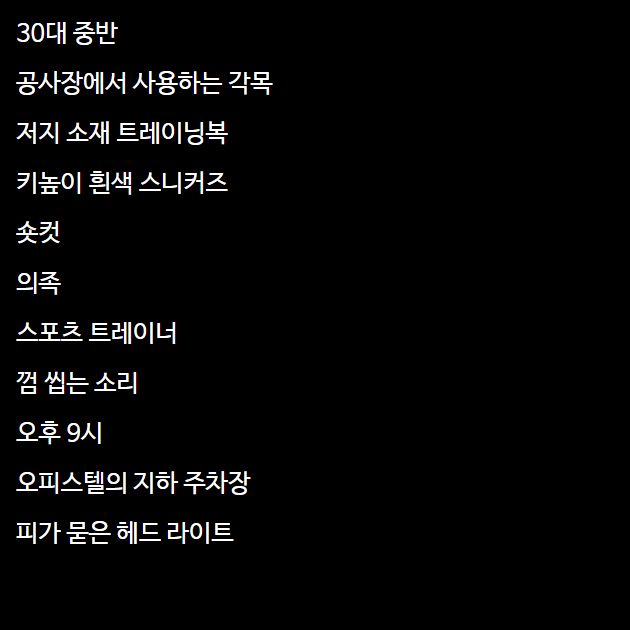 30대 중반
공사장에서 사용하는 각목
저지 소재 트레이닝복
키높이 흰색 스니커즈
숏컷
의족
스포츠 트레이너
껌 씹는 소리
오후 9시
오피스텔의 지하 주차장
피가 묻은 헤드 라이트